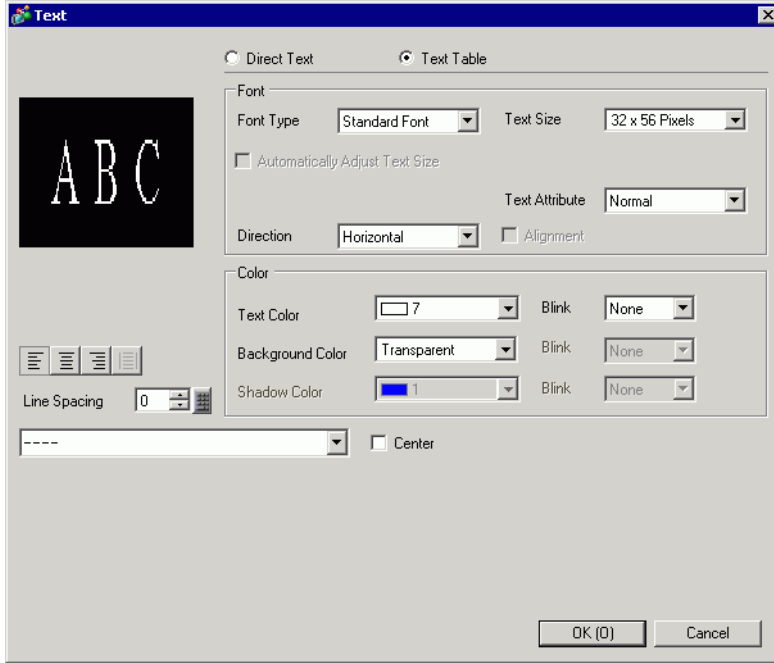 Text
Direct Text Text Table
Font
Font Type Standard Font Text Size 32 x 56 Pixels
Automatically Adjust Text Size
ABC
Text Attribute Normal
Direction Horizontal Alignment
Color
Text Color 7 Blink None
Background Color Transparent Blink None
Shadow Color 1 Blink None
Line Spacing 0
---- Center
OK (O) Cancel